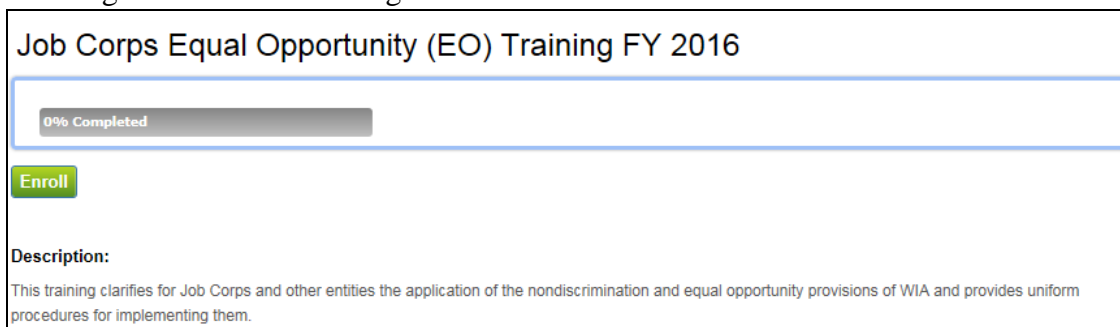 Job Corps Equal Opportunity (EO) Training FY 2016
0% Completed
Enroll
Description:
This training clarifies for Job Corps and other entities the application of the nondiscrimination and equal opportunity provisions of WIA and provides uniform
procedures for implementing them.